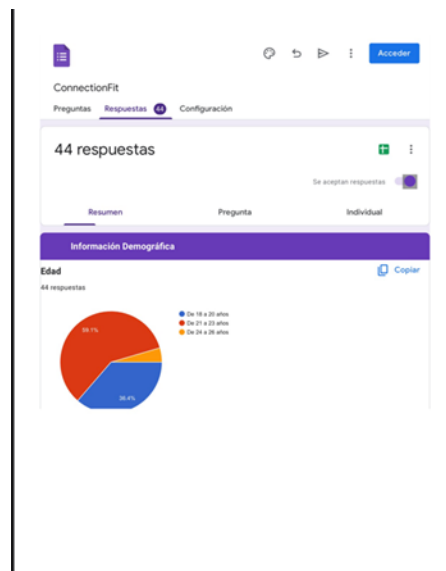 Acceder
ConnectionFit
Preguntas Respuestas 44 Configuración
44 respuestas
Se aceptan respuestas
Resumen Pregunta Individual
Información Demográfica
Edad Copiar
44 respuestas
De 18 a 20 años
De 21 a 23 años
De 24 a 26 años
59.1%
36.4%